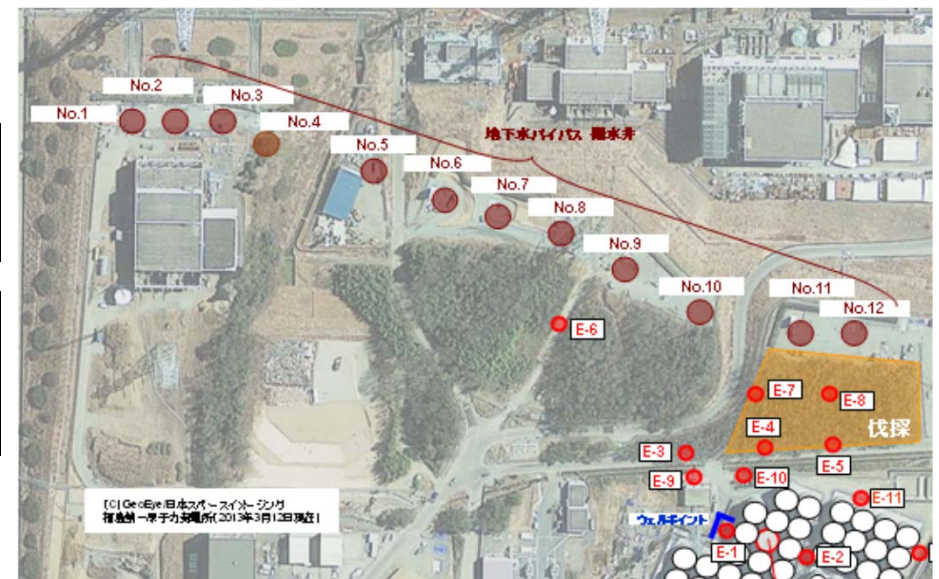 No.1
No.2
No.3
No.4
No.5
No.6
No.7
No.8
No.9
No.10
No.11
No.12
地下水バイパス 揚水井
E-6
E-7
E-8
伐採
E-4
E-3
E-5
E-9
E-10
E-11
ウェルポイント
E-1
E-2
(C)GeoEye/日本スペースイメージング
福島第一原子力発電所(2013年3月12日現在)